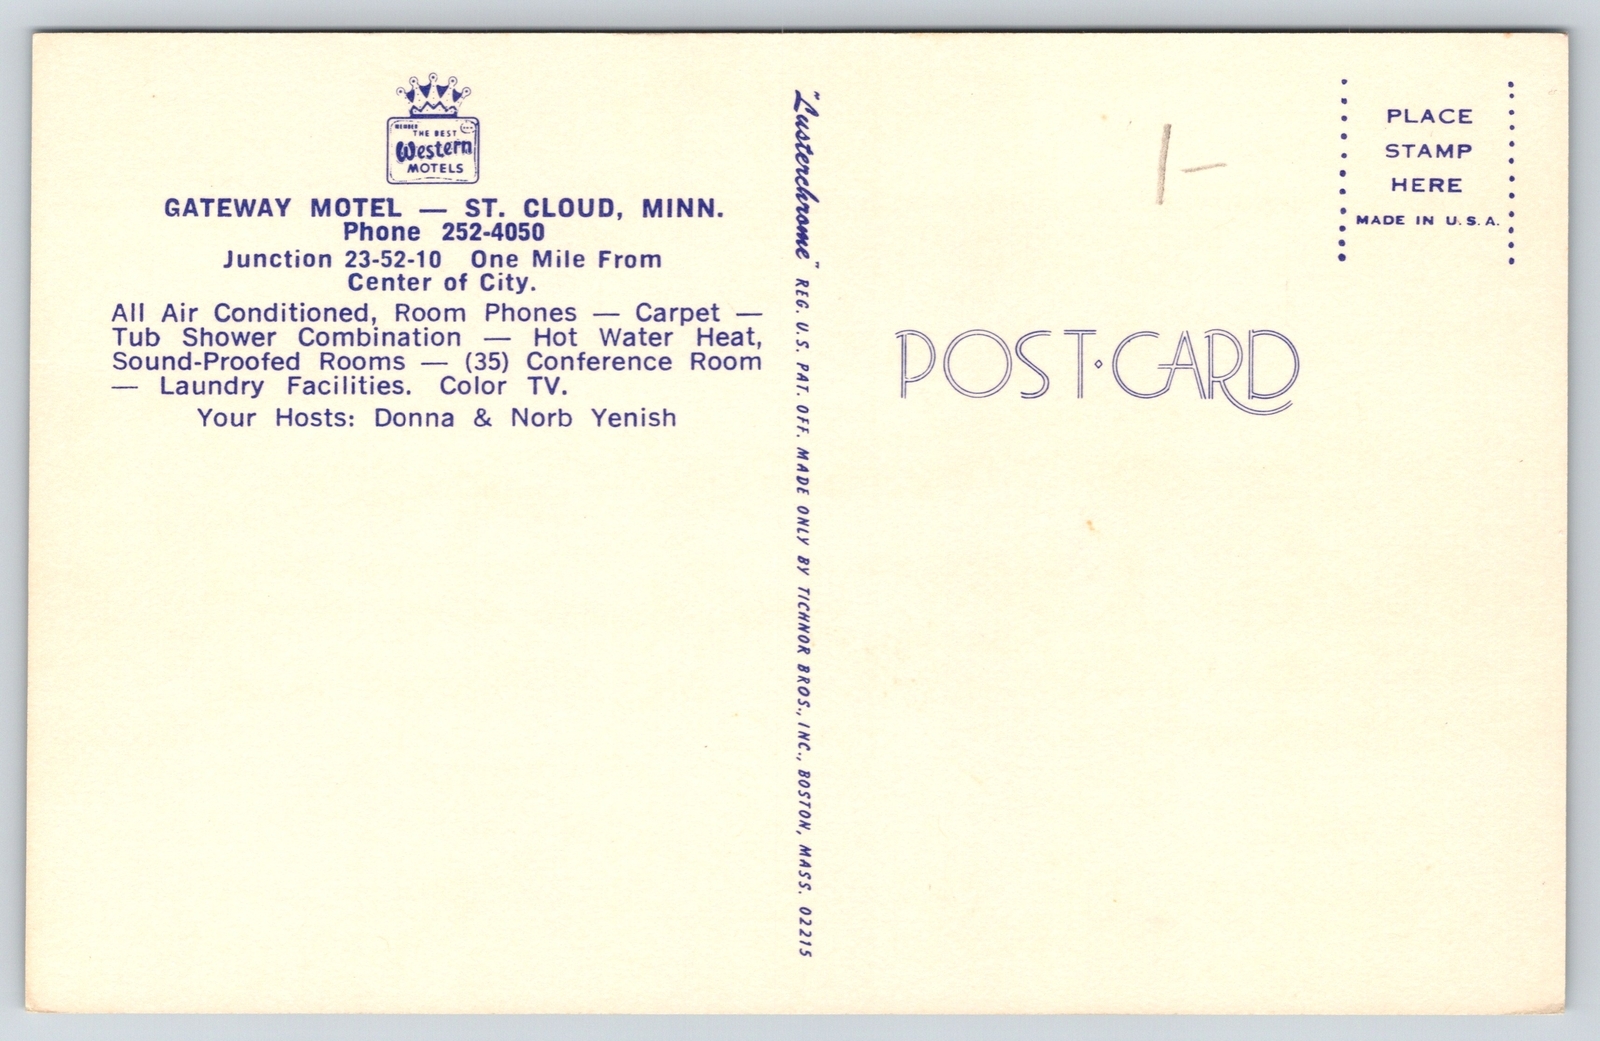 MEMBER
THE BEST
Western
MOTELS
GATEWAY MOTEL — ST. CLOUD, MINN.
Phone 252-4050
Junction 23-52-10 One Mile From
Center of City.
All Air Conditioned, Room Phones — Carpet —
Tub Shower Combination — Hot Water Heat,
Sound-Proofed Rooms — (35) Conference Room
— Laundry Facilities. Color TV.
Your Hosts: Donna & Norb Yenish
"Lusterchrome" REG. U.S. PAT. OFF. MADE ONLY BY TICHNOR BROS., INC., BOSTON, MASS. 02215
1-
PLACE
STAMP
HERE
MADE IN U.S.A.
POST CARD